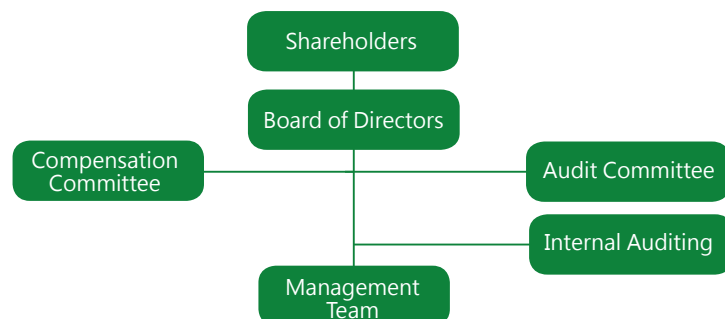 Shareholders
Board of Directors
Compensation
Committee
Audit Committee
Internal Auditing
Management
Team